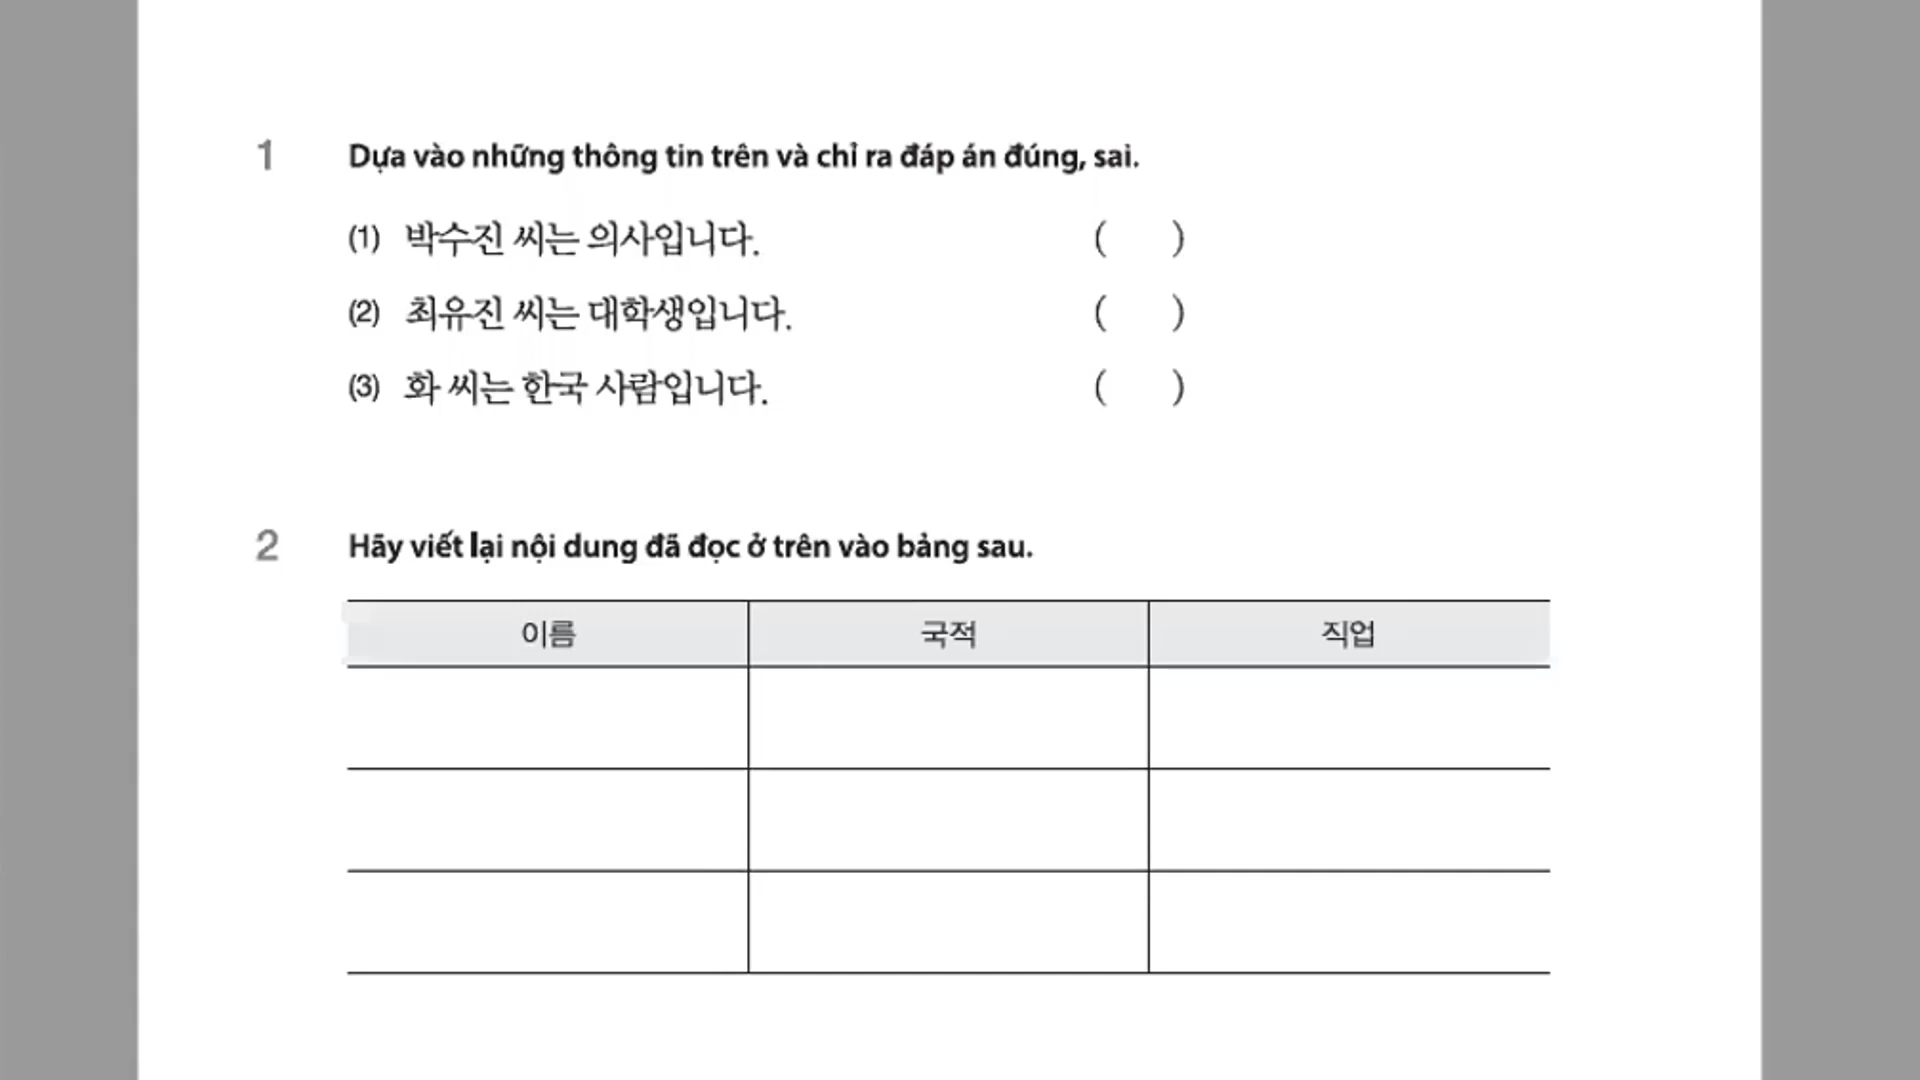 1 Dựa vào những thông tin trên và chỉ ra đáp án đúng, sai.
(1) 박수진 씨는 의사입니다. ( )
(2) 최유진 씨는 대학생입니다. ( )
(3) 화 씨는 한국 사람입니다. ( )
2 Hãy viết lại nội dung đã đọc ở trên vào bảng sau.
이름 국적 직업